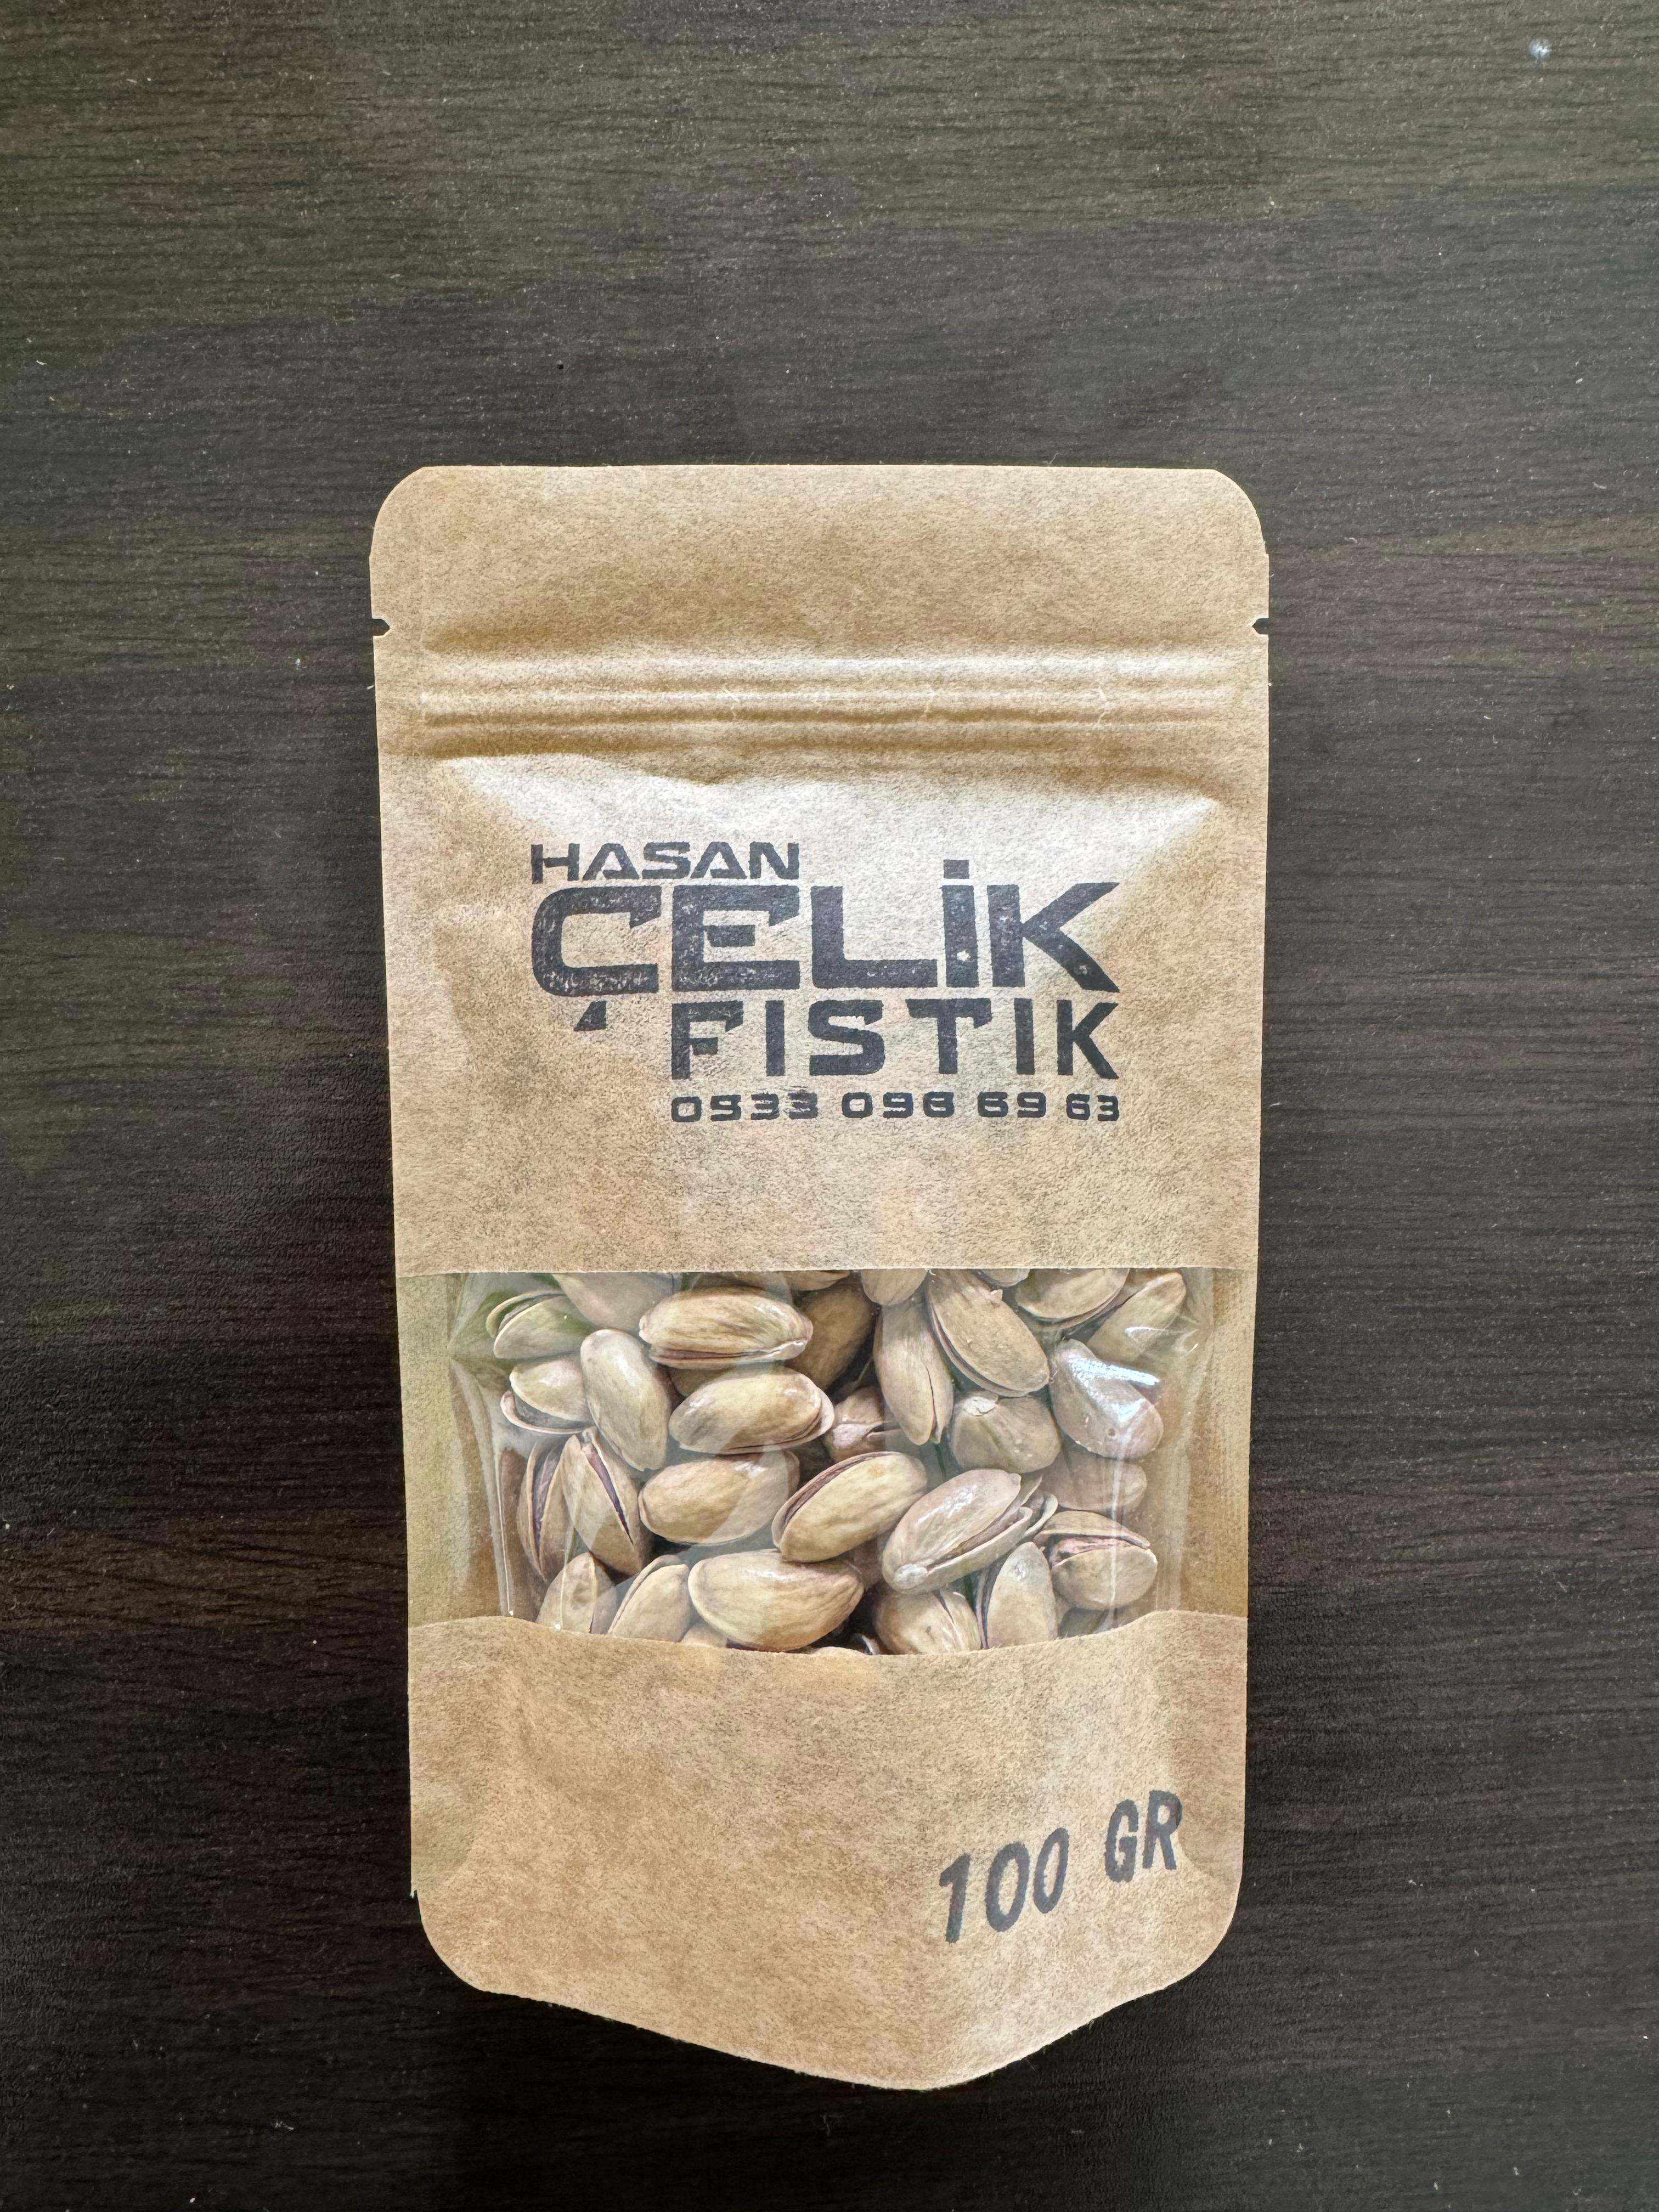 HASAN
ÇELİK
FISTIK
0533 096 69 63
100 GR